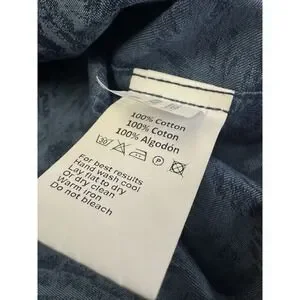 100% Cotton
100% Coton
100% Algodón
30 P
For best results
Hand wash cool
Lay flat to dry
Or dry clean
Warm iron
Do not bleach